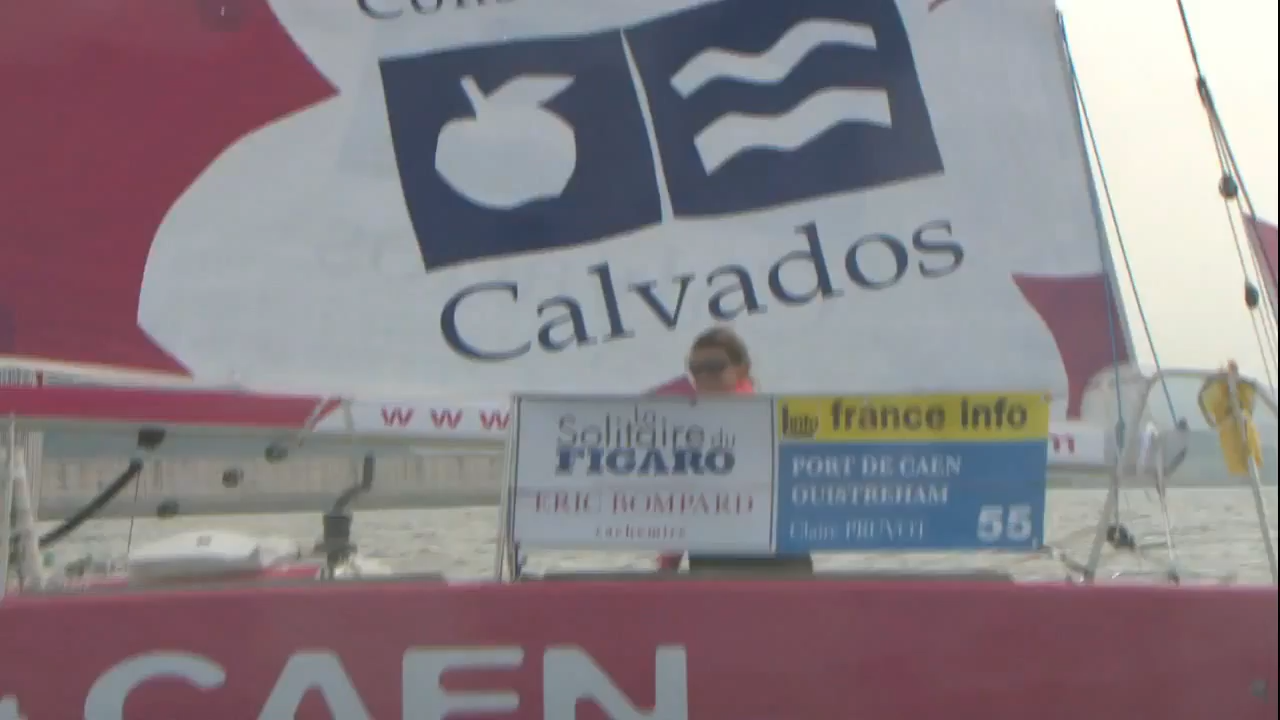 Calvados
www
la
Solitaire du
FIGARO
ERIC BOMPARD
cachemire
france info
PORT DE CAEN
OUISTREHAM
Claire PRUVOT
55
m
CAEN